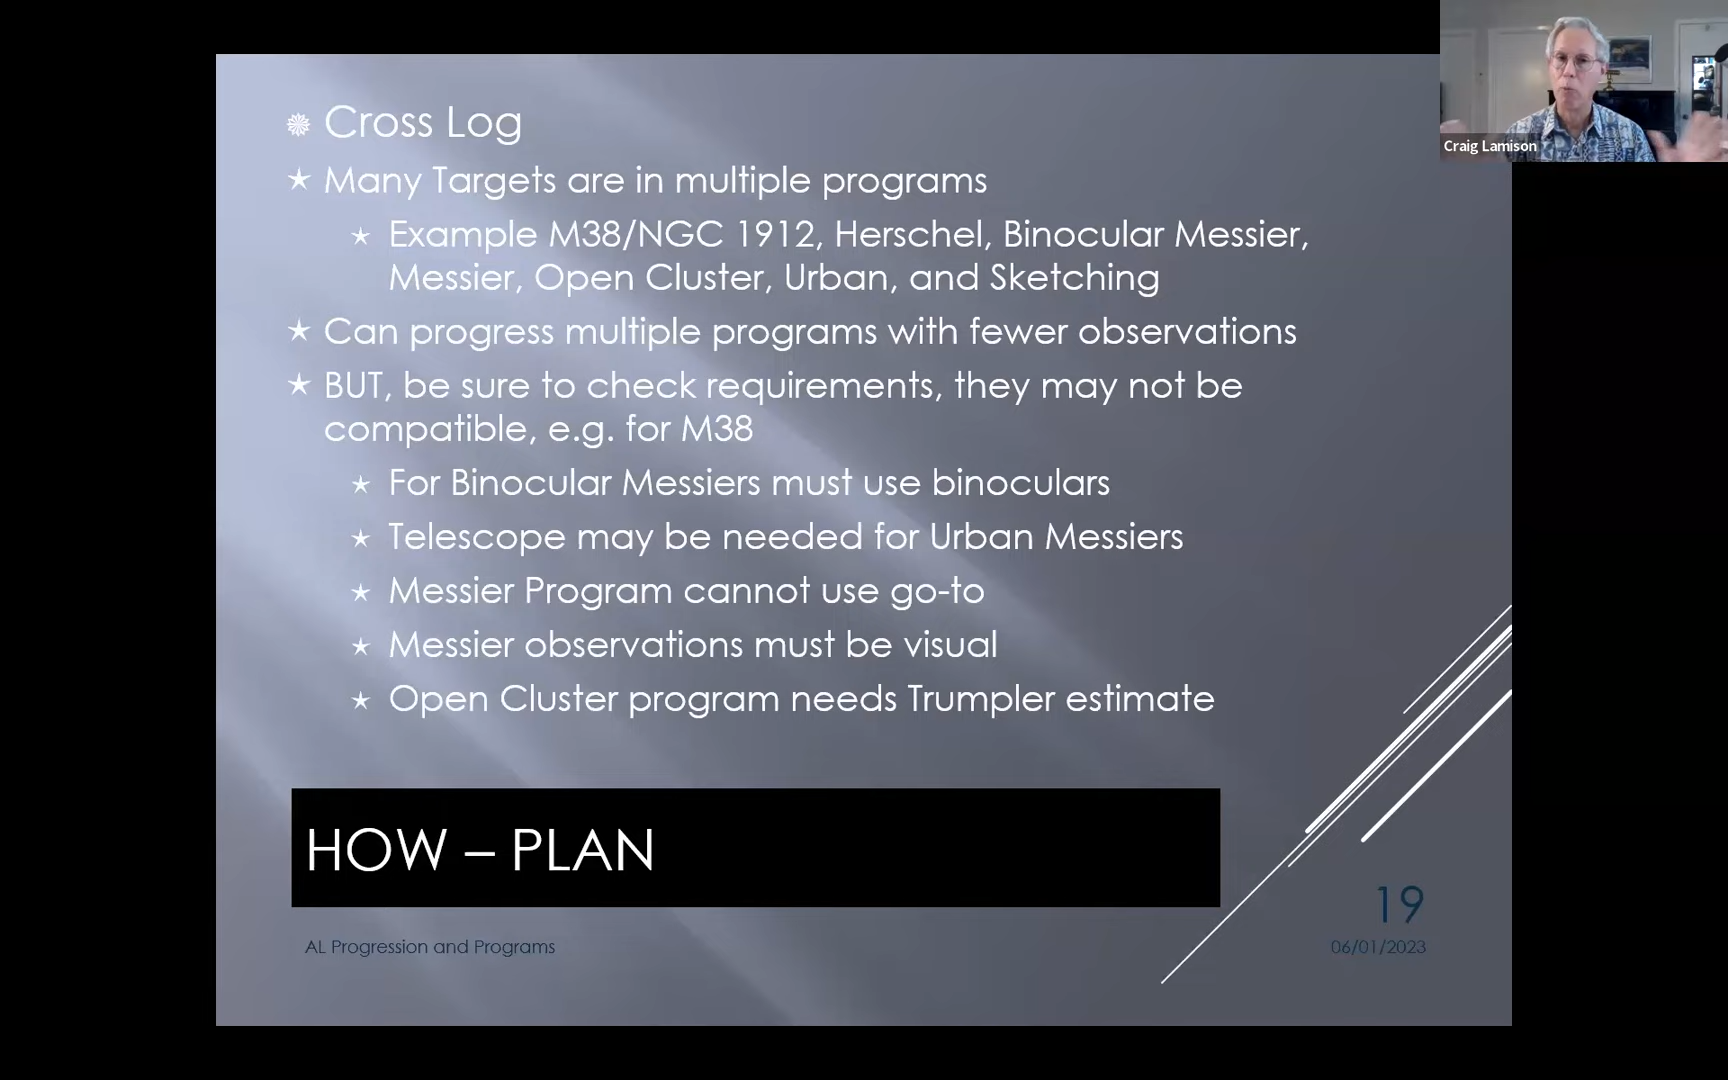 Craig Lamison
Cross Log
Many Targets are in multiple programs
Example M38/NGC 1912, Herschel, Binocular Messier,
Messier, Open Cluster, Urban, and Sketching
Can progress multiple programs with fewer observations
BUT, be sure to check requirements, they may not be
compatible, e.g. for M38
For Binocular Messiers must use binoculars
Telescope may be needed for Urban Messiers
Messier Program cannot use go-to
Messier observations must be visual
Open Cluster program needs Trumpler estimate
HOW – PLAN
19
AL Progression and Programs
06/01/2023